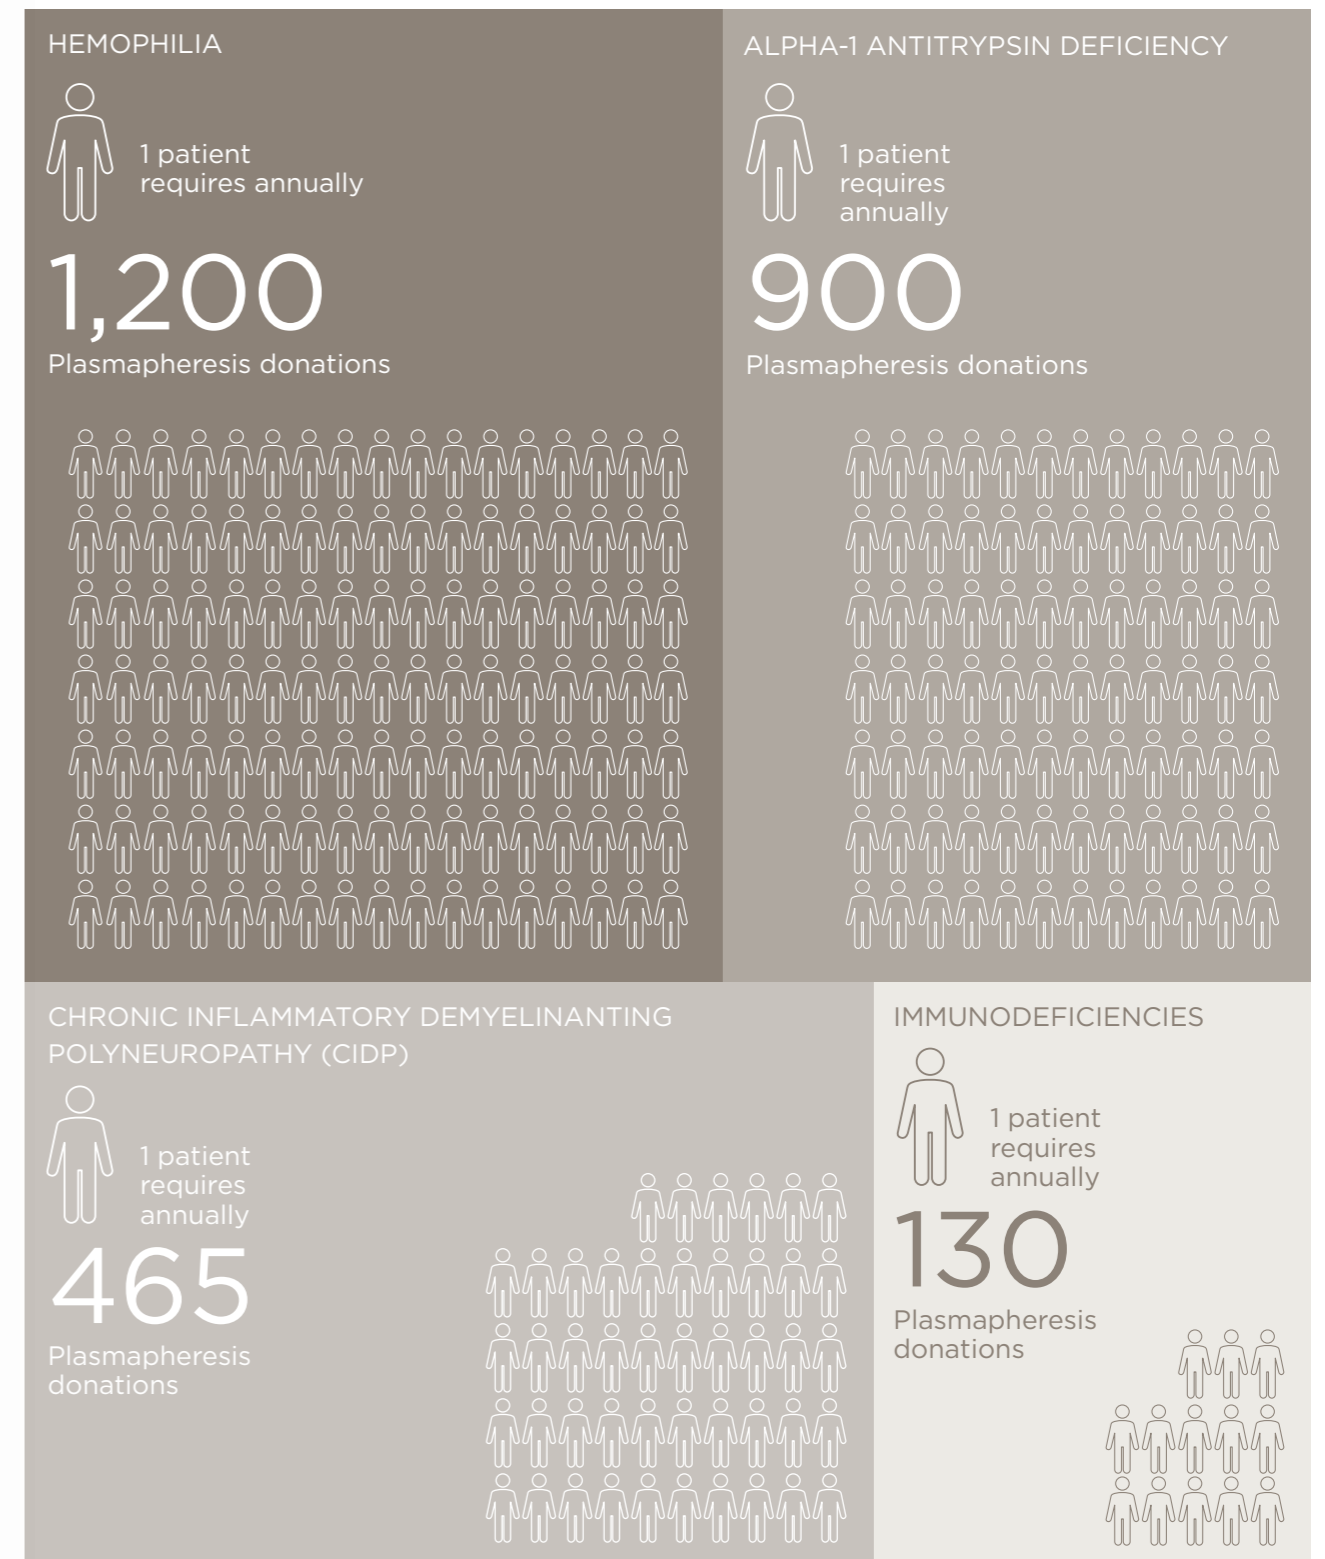 HEMOPHILIA
1 patient
requires annually
1,200
Plasmapheresis donations
ALPHA-1 ANTITRYPSIN DEFICIENCY
1 patient
requires
annually
900
Plasmapheresis donations
CHRONIC INFLAMMATORY DEMYELINANTING
POLYNEUROPATHY (CIDP)
1 patient
requires
annually
465
Plasmapheresis
donations
IMMUNODEFICIENCIES
1 patient
requires
annually
130
Plasmapheresis
donations